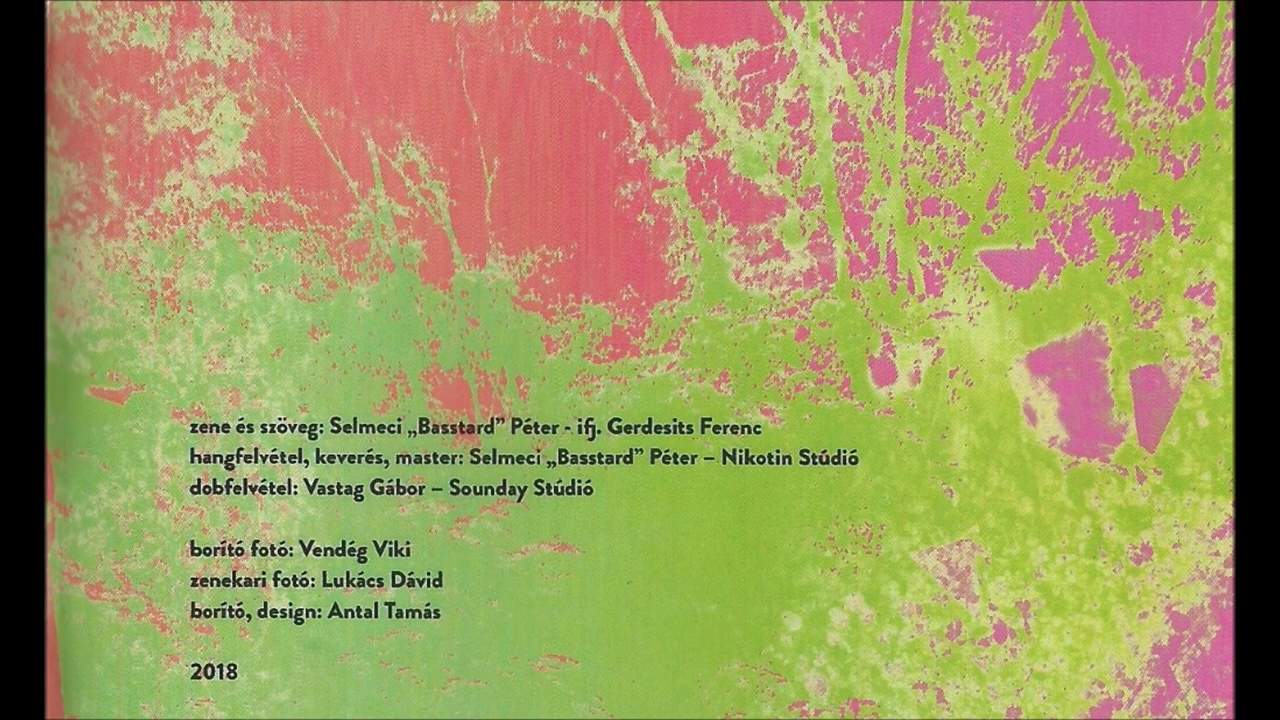 zene és szöveg: Selmeci „Basstard” Péter - ifj. Gerdesits Ferenc
hangfelvétel, keverés, master: Selmeci „Basstard” Péter – Nikotin Stúdió
dobfelvétel: Vastag Gábor – Sounday Stúdió
borító fotó: Vendég Viki
zenekari fotó: Lukács Dávid
borító, design: Antal Tamás
2018